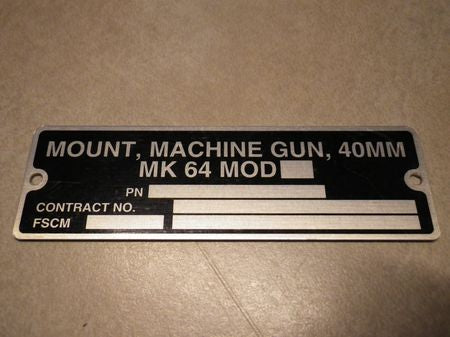 MOUNT, MACHINE GUN, 40MM
MK 64 MOD
PN
CONTRACT NO.
FSCM